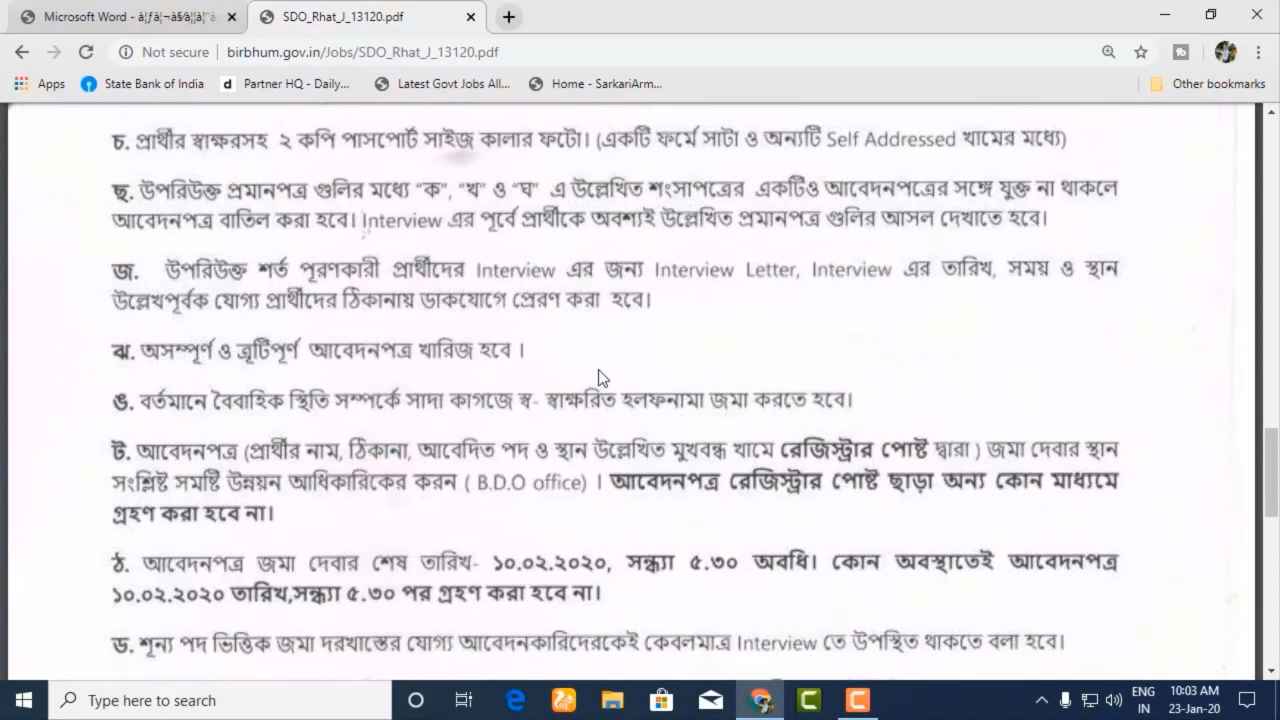 Microsoft Word - à¦ƒà¦¬à§à¦¦
SDO_Rhat_J_13120.pdf
Not secure birbhum.gov.in/Jobs/SDO_Rhat_J_13120.pdf
Apps State Bank of India Partner HQ - Daily... Latest Govt Jobs All... Home - SarkariArm... Other bookmarks
চ. প্রার্থীর স্বাক্ষরসহ ২ কপি পাসপোর্ট সাইজ কালার ফটো। (একটি ফর্মে সাটা ও অন্যটি Self Addressed খামের মধ্যে)
ছ. উপরিউক্ত প্রমানপত্র গুলির মধ্যে “ক”, “খ” ও “ঘ” এ উল্লেখিত শংসাপত্রের একটিও আবেদনপত্রের সঙ্গে যুক্ত না থাকলে
আবেদনপত্র বাতিল করা হবে। Interview এর পূর্বে প্রার্থীকে অবশ্যই উল্লেখিত প্রমানপত্র গুলির আসল দেখাতে হবে।
জ. উপরিউক্ত শর্ত পূরণকারী প্রার্থীদের Interview এর জন্য Interview Letter, Interview এর তারিখ, সময় ও স্থান
উল্লেখপূর্বক যোগ্য প্রার্থীদের ঠিকানায় ডাকযোগে প্রেরণ করা হবে।
ঝ. অসম্পূর্ণ ও ত্রূটিপূর্ণ আবেদনপত্র খারিজ হবে ।
ঙ. বর্তমানে বৈবাহিক স্থিতি সম্পর্কে সাদা কাগজে স্ব- স্বাক্ষরিত হলফনামা জমা করতে হবে।
ট. আবেদনপত্র (প্রার্থীর নাম, ঠিকানা, আবেদিত পদ ও স্থান উল্লেখিত মুখবন্ধ খামে রেজিস্ট্রার পোষ্ট দ্বারা ) জমা দেবার স্থান
সংশ্লিষ্ট সমষ্টি উন্নয়ন আধিকারিকের করন ( B.D.O office) । আবেদনপত্র রেজিস্ট্রার পোষ্ট ছাড়া অন্য কোন মাধ্যমে
গ্রহণ করা হবে না।
ঠ. আবেদনপত্র জমা দেবার শেষ তারিখ- ১০.০২.২০২০, সন্ধ্যা ৫.৩০ অবধি। কোন অবস্থাতেই আবেদনপত্র
১০.০২.২০২০ তারিখ,সন্ধ্যা ৫.৩০ পর গ্রহণ করা হবে না।
ড. শূন্য পদ ভিত্তিক জমা দরখাস্তের যোগ্য আবেদনকারিদেরকেই কেবলমাত্র Interview তে উপস্থিত থাকতে বলা হবে।
Type here to search
ENG
IN
10:03 AM
23-Jan-20